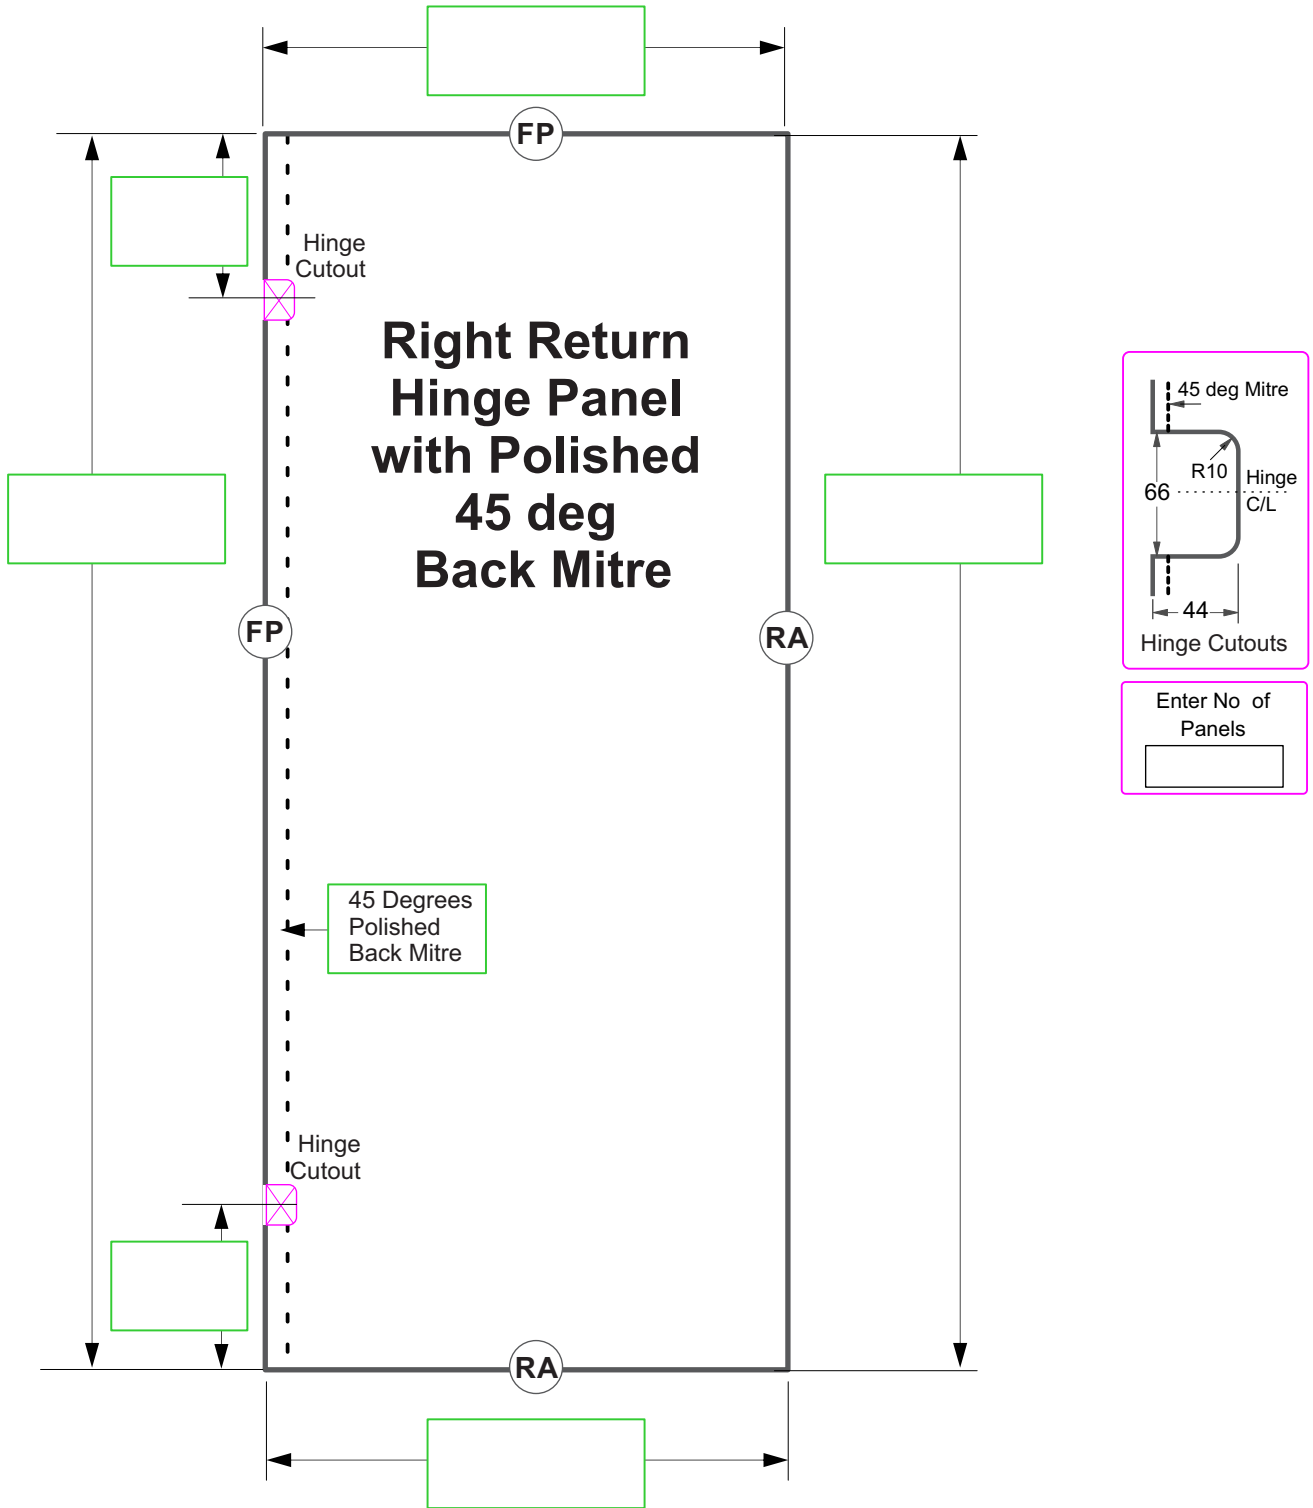 FP
Hinge
Cutout
Right Return
Hinge Panel
with Polished
45 deg
Back Mitre
FP
RA
45 Degrees
Polished
Back Mitre
Hinge
Cutout
RA
45 deg Mitre
R10
66
Hinge
C/L
44
Hinge Cutouts
Enter No of
Panels